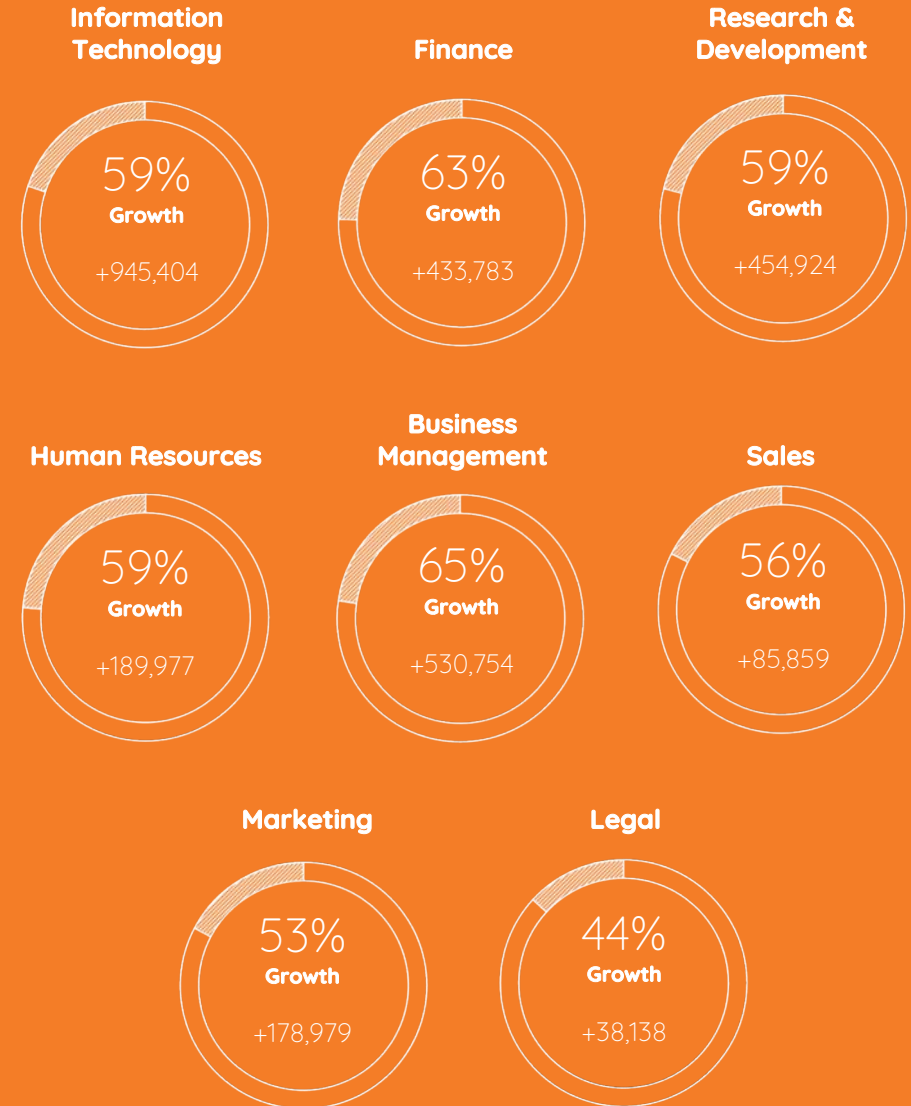 Information
Technology
59%
Growth
+945,404
Finance
63%
Growth
+433,783
Research &
Development
59%
Growth
+454,924
Human Resources
59%
Growth
+189,977
Business
Management
65%
Growth
+530,754
Sales
56%
Growth
+85,859
Marketing
53%
Growth
+178,979
Legal
44%
Growth
+38,138